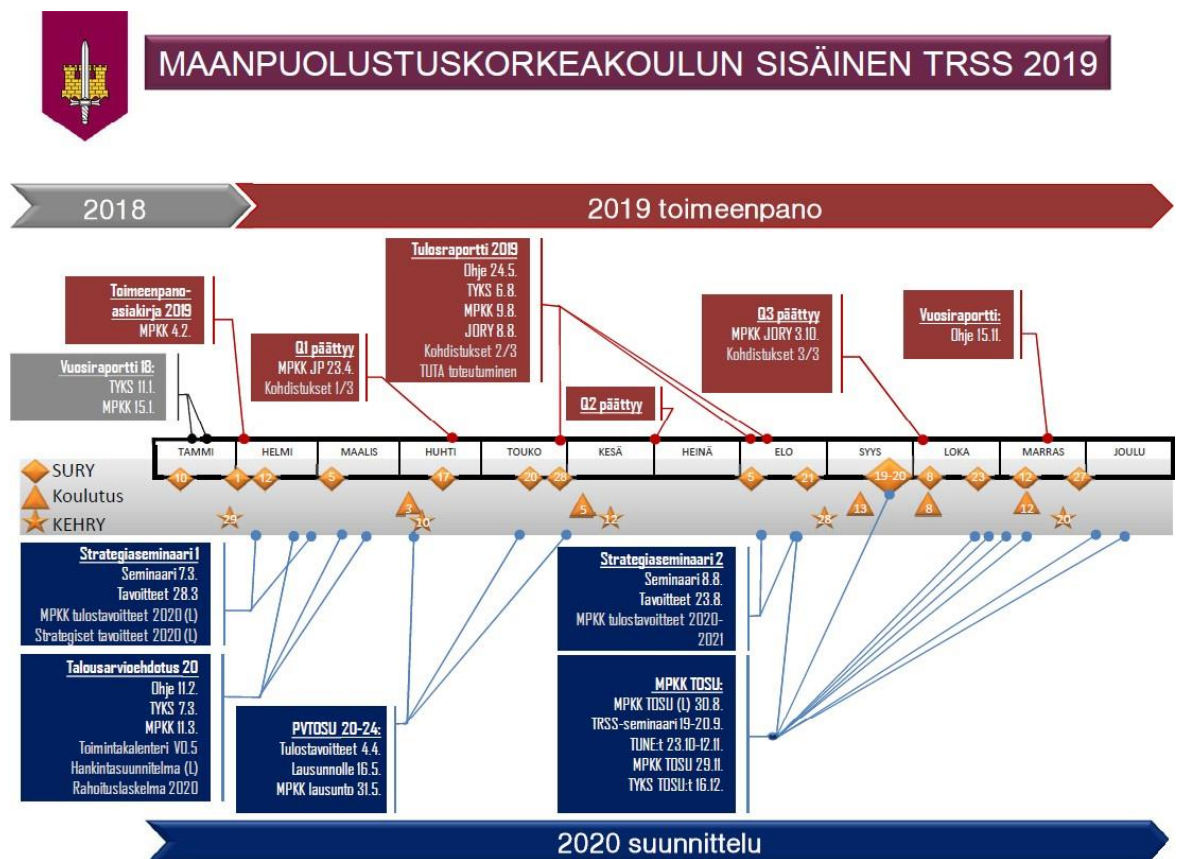 MAANPUOLUSTUSKORKEAKOULUN SISÄINEN TRSS 2019
2018
2019 toimeenpano
Toimeenpano-
asiakirja 2019
MPKK 4.2.
Vuosiraportti 18:
TYKS 11.1.
MPKK 15.1.
Q1 päättyy
MPKK JP 23.4.
Kohdistukset 1/3
Tulosraportti 2019
Ohje 24.5.
TYKS 6.8.
MPKK 9.8.
JORY 8.8.
Kohdistukset 2/3
TUTA toteutuminen
Q2 päättyy
Q3 päättyy
MPKK JORY 3.10.
Kohdistukset 3/3
Vuosiraportti:
Ohje 15.11.
TAMMI HELMI MAALIS HUHTI TOUKO KESÄ HEINÄ ELO SYYS LOKA MARRAS JOULU
SURY
10 1 12 5 17 20 28 5 21 19-20 8 23 12 27
Koulutus
3 5 13 8 12
KEHRY
29 10 12 28 20
Strategiaseminaari 1
Seminaari 7.3.
Tavoitteet 28.3
MPKK tulostavoitteet 2020 (L)
Strategiset tavoitteet 2020 (L)
Talousarvioehdotus 20
Ohje 11.2.
TYKS 7.3.
MPKK 11.3.
Toimintakalenteri V0.5
Hankintasuunnitelma (L)
Rahoituslaskelma 2020
PVTOSU 20-24:
Tulostavoitteet 4.4.
Lausunnolle 16.5.
MPKK lausunto 31.5.
Strategiaseminaari 2
Seminaari 8.8.
Tavoitteet 23.8.
MPKK tulostavoitteet 2020-
2021
MPKK TOSU:
MPKK TOSU (L) 30.8.
TRSS-seminaari 19-20.9.
TUNE:t 23.10-12.11.
MPKK TOSU 29.11.
TYKS TOSU:t 16.12.
2020 suunnittelu